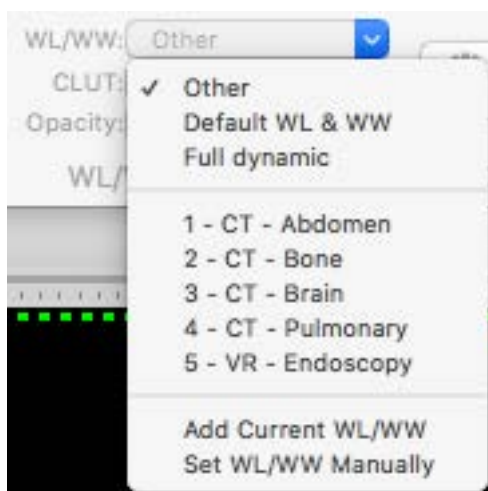 WL/WW: Other
CLUT:
Opacity:
WL/
✓ Other
Default WL & WW
Full dynamic
1 - CT - Abdomen
2 - CT - Bone
3 - CT - Brain
4 - CT - Pulmonary
5 - VR - Endoscopy
Add Current WL/WW
Set WL/WW Manually